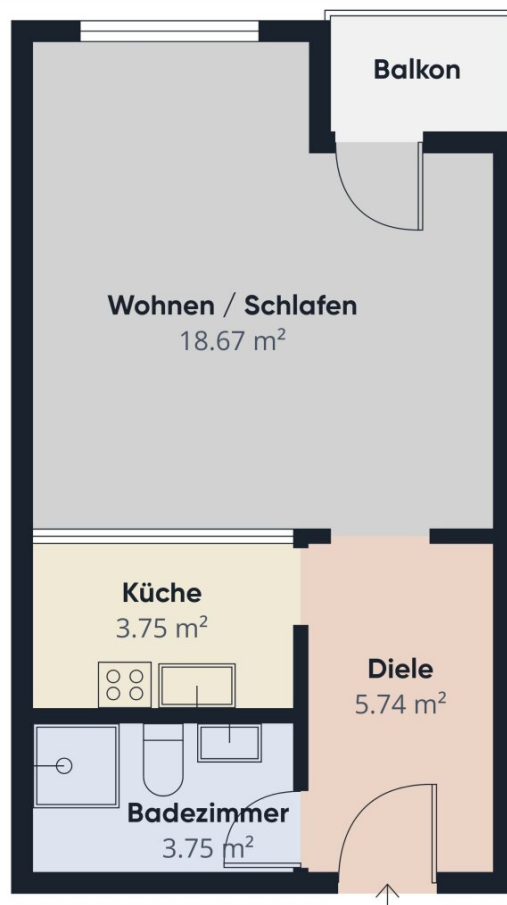 Balkon
Wohnen / Schlafen
18.67 m²
Küche
3.75 m²
Diele
5.74 m²
Badezimmer
3.75 m²